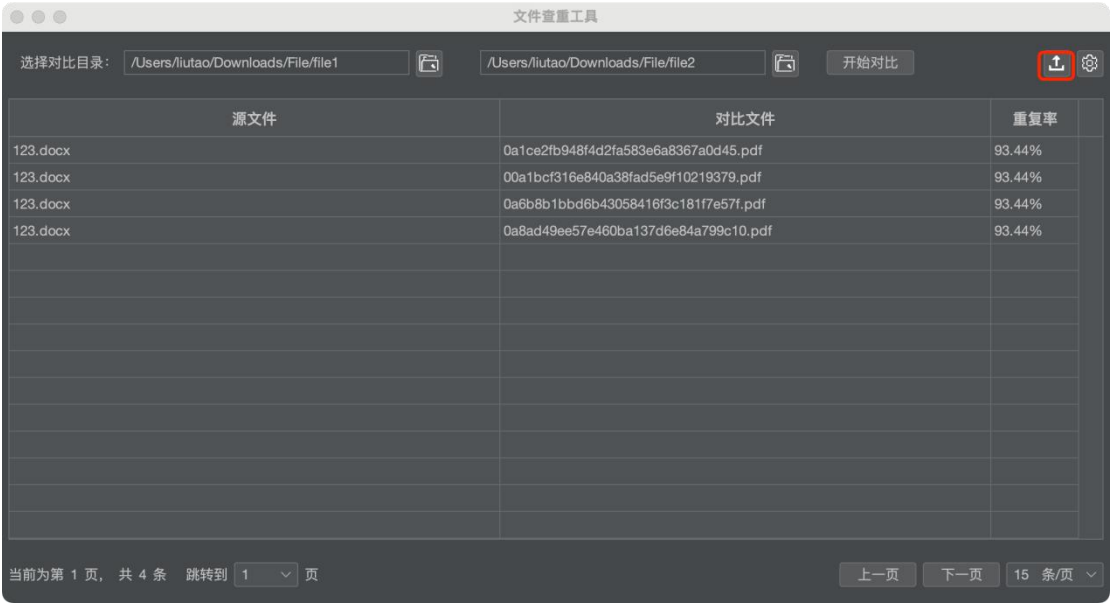 文件查重工具
选择对比目录： /Users/liutao/Downloads/File/file1 /Users/liutao/Downloads/File/file2 开始对比
源文件 对比文件 重复率
123.docx 0a1ce2fb948f4d2fa583e6a8367a0d45.pdf 93.44%
123.docx 00a1bcf316e840a38fad5e9f10219379.pdf 93.44%
123.docx 0a6b8b1bbd6b43058416f3c181f7e57f.pdf 93.44%
123.docx 0a8ad49ee57e460ba137d6e84a799c10.pdf 93.44%
当前为第 1 页， 共 4 条 跳转到 1 页 上一页 下一页 15 条/页